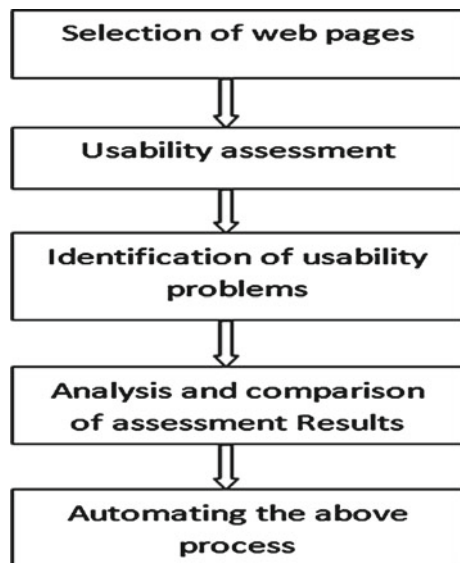 Selection of web pages
Usability assessment
Identification of usability
problems
Analysis and comparison
of assessment Results
Automating the above
process